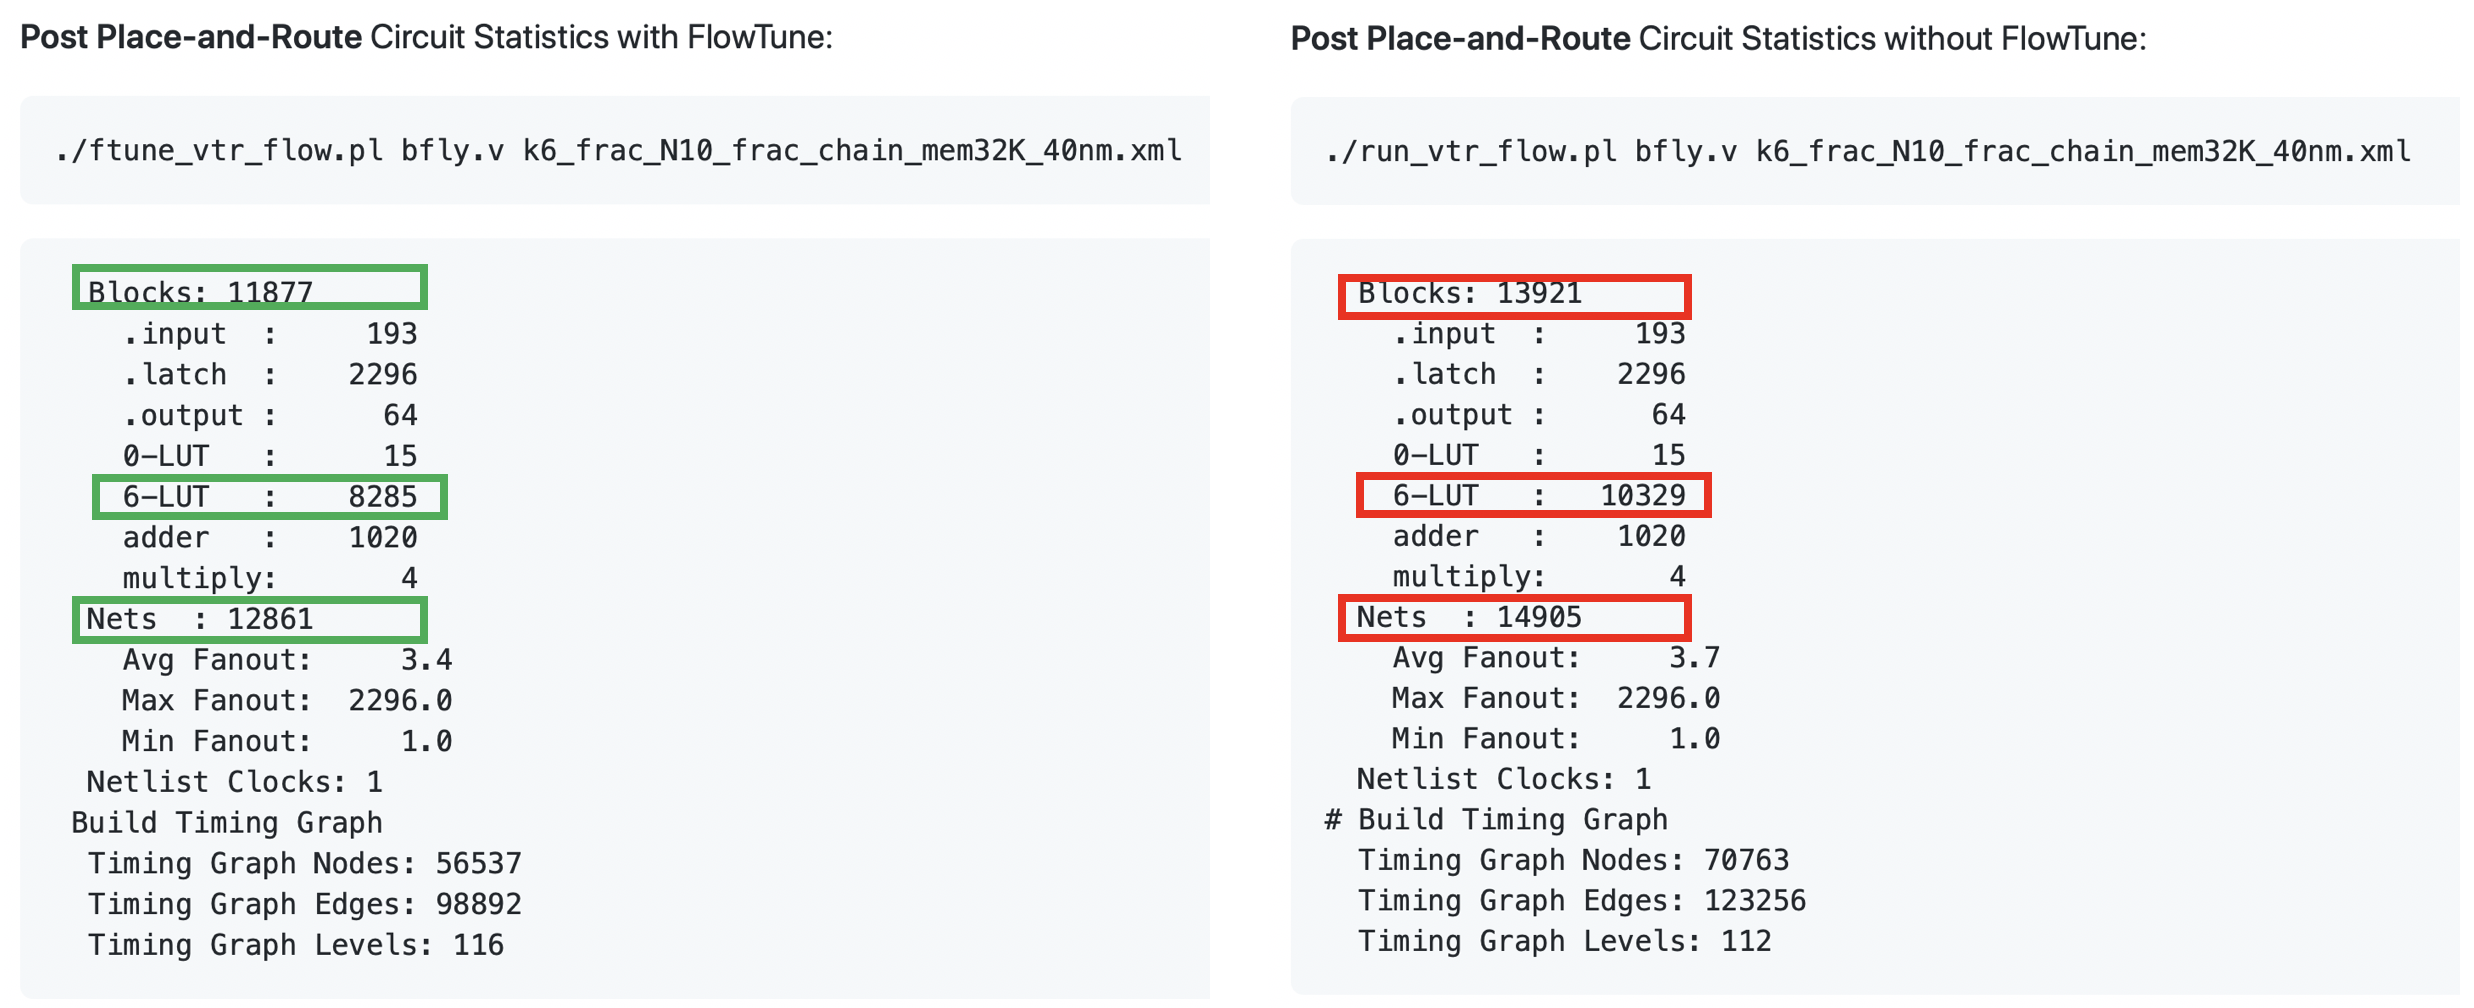 Post Place-and-Route Circuit Statistics with FlowTune:
./ftune_vtr_flow.pl bfly.v k6_frac_N10_frac_chain_mem32K_40nm.xml
Blocks: 11877
.input  :     193
.latch  :    2296
.output :      64
0-LUT   :      15
6-LUT   :    8285
adder   :    1020
multiply:       4
Nets  : 12861
Avg Fanout:     3.4
Max Fanout:  2296.0
Min Fanout:     1.0
Netlist Clocks: 1
Build Timing Graph
Timing Graph Nodes: 56537
Timing Graph Edges: 98892
Timing Graph Levels: 116
Post Place-and-Route Circuit Statistics without FlowTune:
./run_vtr_flow.pl bfly.v k6_frac_N10_frac_chain_mem32K_40nm.xml
Blocks: 13921
.input  :     193
.latch  :    2296
.output :      64
0-LUT   :      15
6-LUT   :   10329
adder   :    1020
multiply:       4
Nets  : 14905
Avg Fanout:     3.7
Max Fanout:  2296.0
Min Fanout:     1.0
Netlist Clocks: 1
# Build Timing Graph
Timing Graph Nodes: 70763
Timing Graph Edges: 123256
Timing Graph Levels: 112